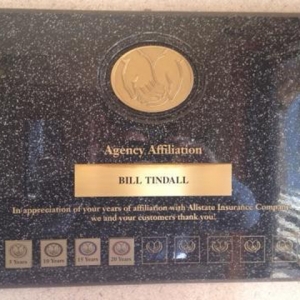 Agency Affiliation
BILL TINDALL
In appreciation of your years of affiliation with Allstate Insurance Company
we and your customers thank you!
5 Years 10 Years 15 Years 20 Years